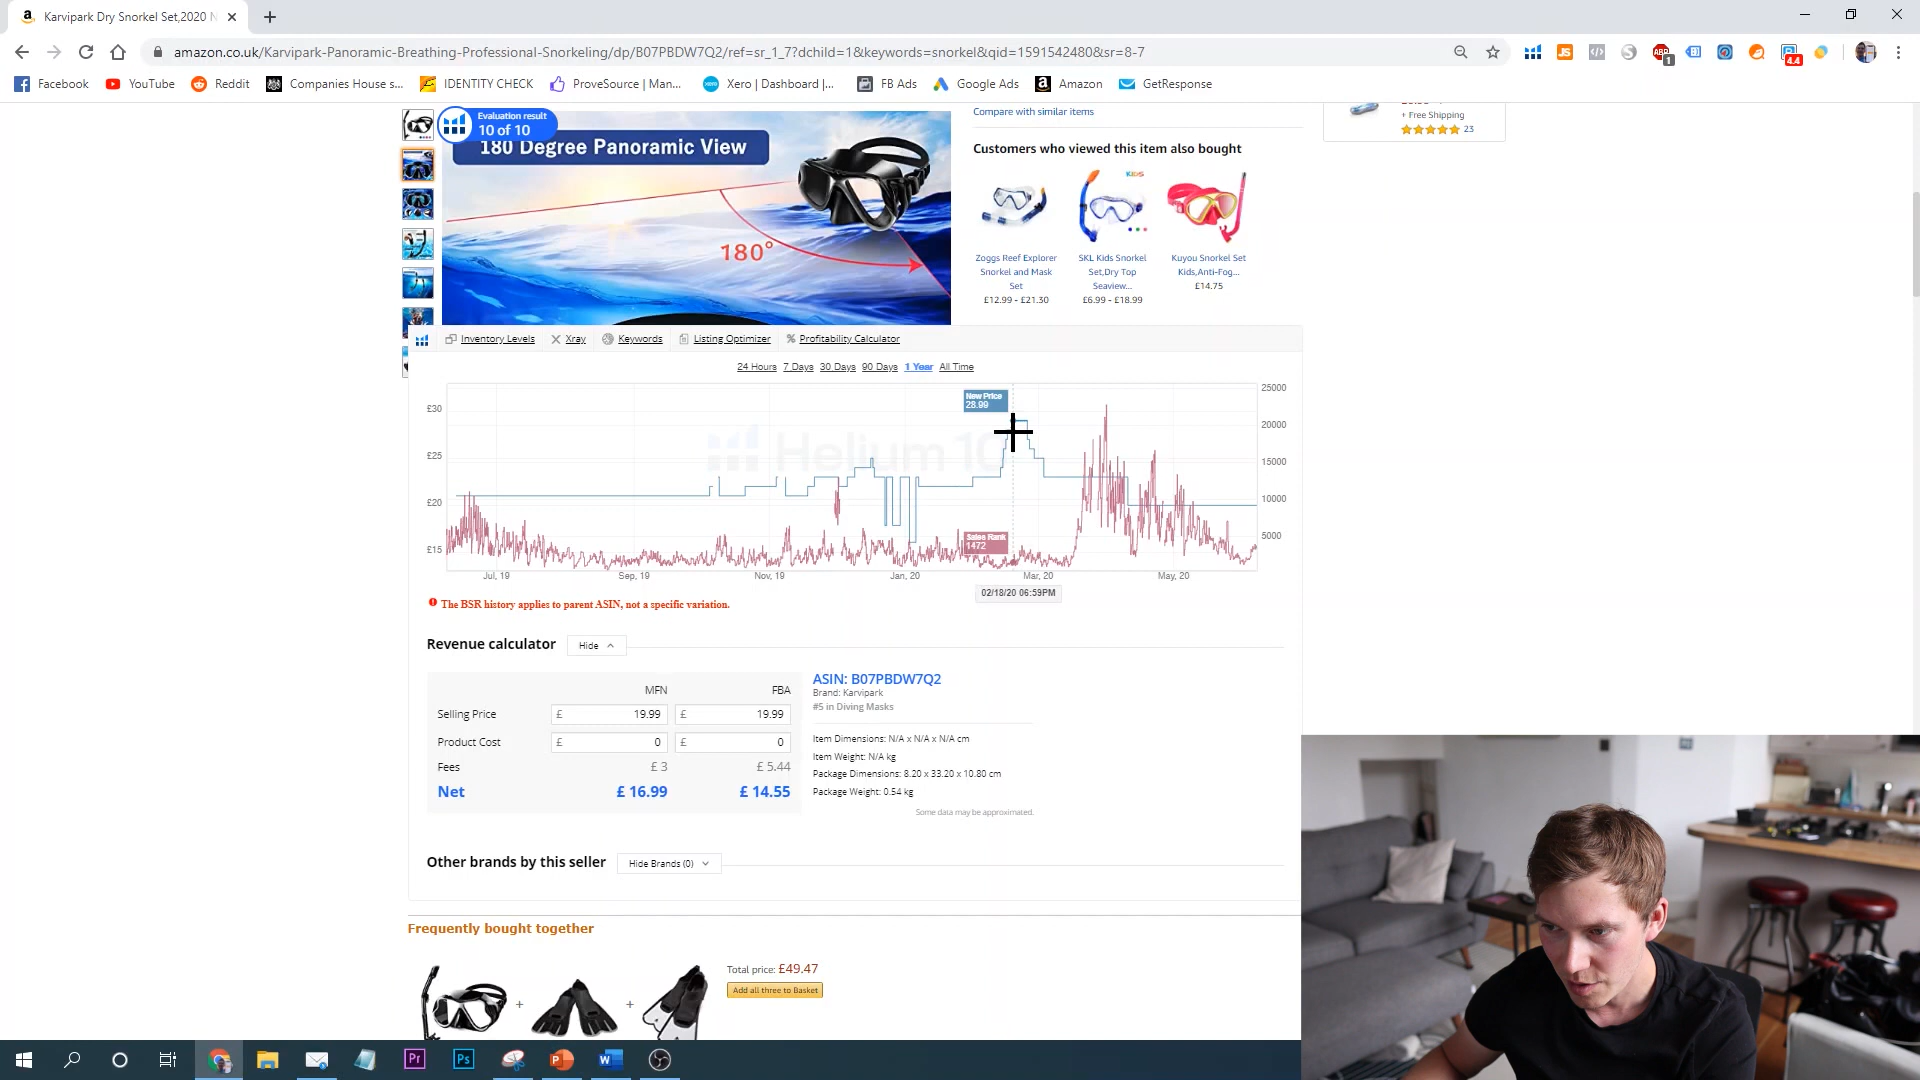 Karvipark Dry Snorkel Set,2020 N
amazon.co.uk/Karvipark-Panoramic-Breathing-Professional-Snorkeling/dp/B07PBDW7Q2/ref=sr_1_7?dchild=1&keywords=snorkel&qid=1591542480&sr=8-7
Facebook
YouTube
Reddit
Companies House s...
IDENTITY CHECK
ProveSource | Man...
Xero | Dashboard |...
FB Ads
Google Ads
Amazon
GetResponse
Evaluation result
10 of 10
180 Degree Panoramic View
180°
Compare with similar items
+ Free Shipping
23
Customers who viewed this item also bought
Zoggs Reef Explorer
Snorkel and Mask
Set
£12.99 - £21.30
KIDS
SKL Kids Snorkel
Set,Dry Top
Seaview...
£6.99 - £18.99
Kuyou Snorkel Set
Kids,Anti-Fog...
£14.75
Inventory Levels
Xray
Keywords
Listing Optimizer
Profitability Calculator
24 Hours 7 Days 30 Days 90 Days 1 Year All Time
Helium 10
£30
£25
£20
£15
25000
20000
15000
10000
5000
New Price
28.99
Sales Rank
1472
Jul, 19
Sep, 19
Nov, 19
Jan, 20
Mar, 20
May, 20
02/18/20 06:59PM
The BSR history applies to parent ASIN, not a specific variation.
Revenue calculator
Hide
MFN FBA
Selling Price £ 19.99 £ 19.99
Product Cost £ 0 £ 0
Fees £ 3 £ 5.44
Net £ 16.99 £ 14.55
ASIN: B07PBDW7Q2
Brand: Karvipark
#5 in Diving Masks
Item Dimensions: N/A x N/A x N/A cm
Item Weight: N/A kg
Package Dimensions: 8.20 x 33.20 x 10.80 cm
Package Weight: 0.54 kg
Some data may be approximated.
Other brands by this seller
Hide Brands (0)
Frequently bought together
+
+
Total price: £49.47
Add all three to Basket
ABP
1
JS
4.4
Pr
Ps
P
W